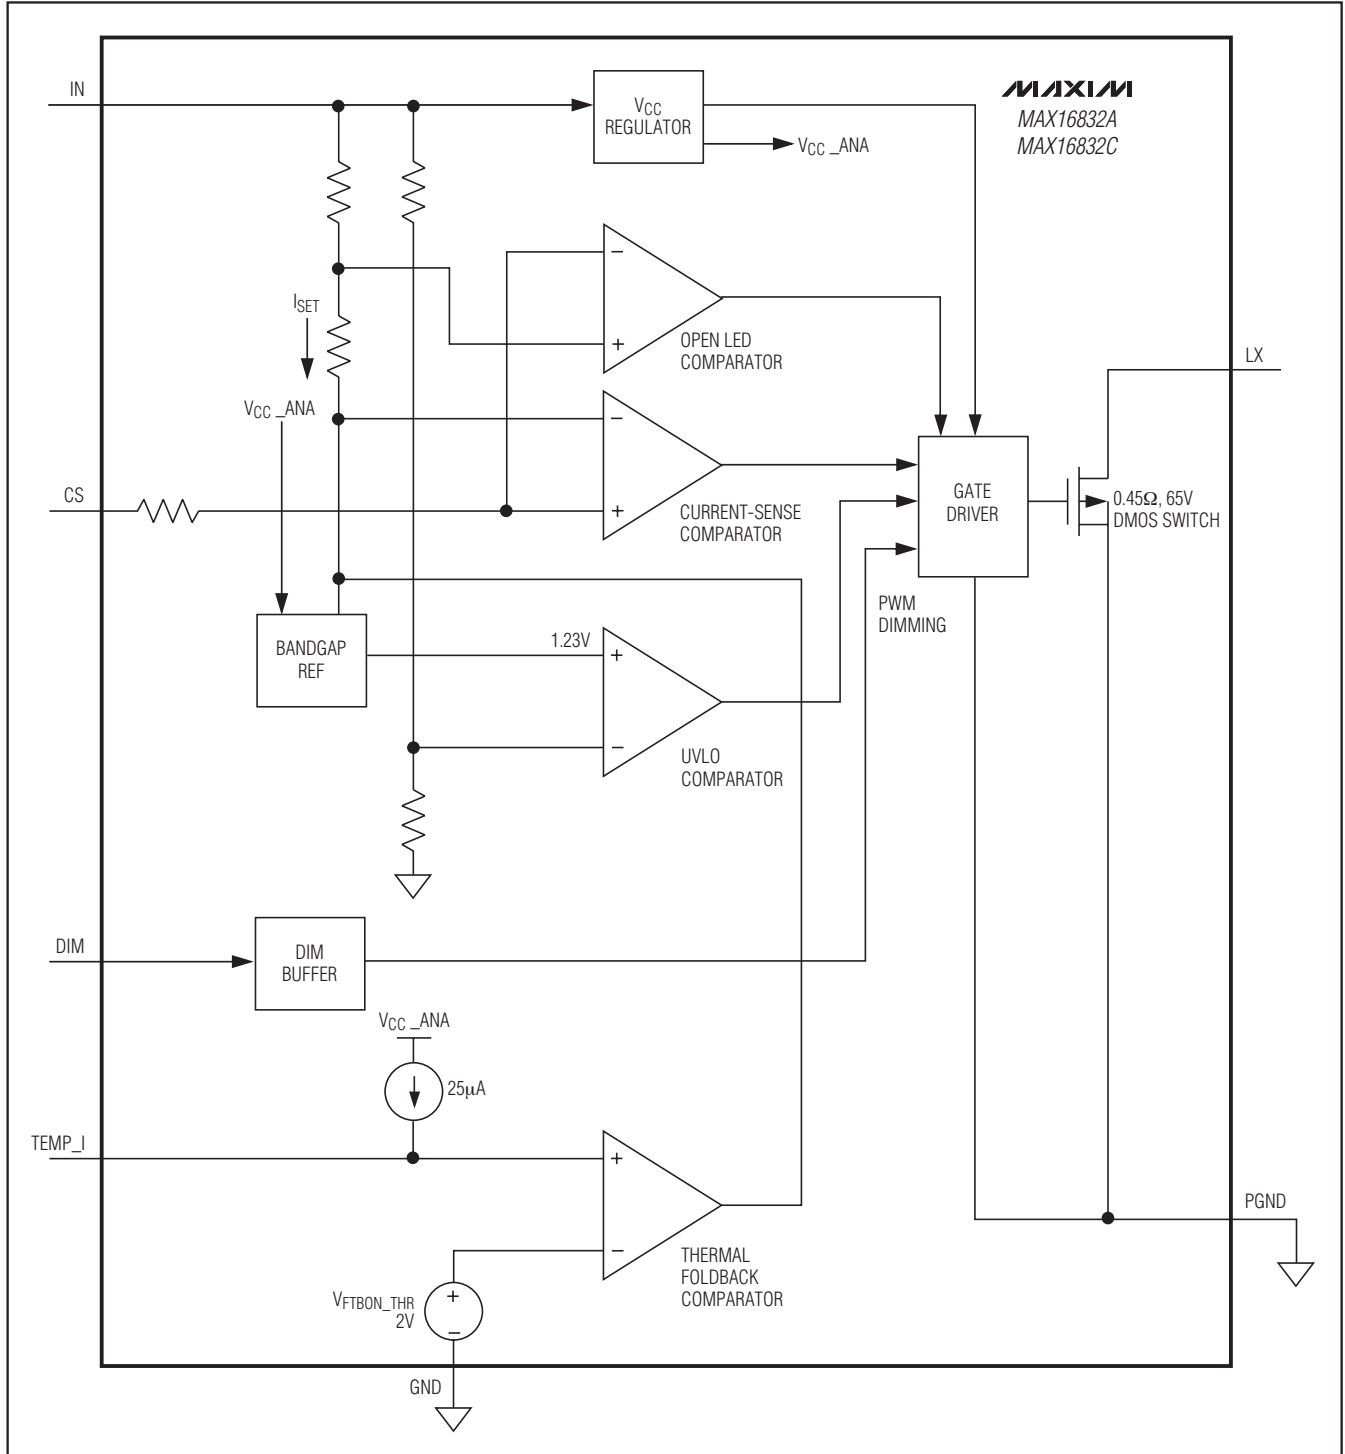 IN
VCC
REGULATOR
VCC _ANA
MAXIM
MAX16832A
MAX16832C
ISET
−
+
OPEN LED
COMPARATOR
LX
VCC _ANA
−
CS
+
CURRENT-SENSE
COMPARATOR
GATE
DRIVER
0.45Ω, 65V
DMOS SWITCH
PWM
DIMMING
BANDGAP
REF
1.23V
+
−
UVLO
COMPARATOR
DIM
DIM
BUFFER
VCC _ANA
25µA
TEMP_I
+
−
THERMAL
FOLDBACK
COMPARATOR
PGND
VFTBON_THR
2V
+
−
GND